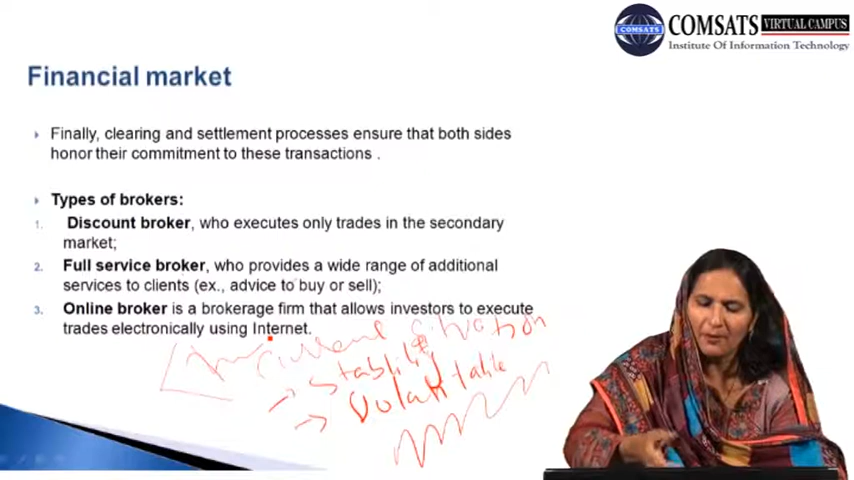 COMSATS
COMSATS VIRTUAL CAMPUS
Institute Of Information Technology
Financial market
Finally, clearing and settlement processes ensure that both sides
honor their commitment to these transactions .
Types of brokers:
1. Discount broker, who executes only trades in the secondary
market;
2. Full service broker, who provides a wide range of additional
services to clients (ex., advice to buy or sell);
3. Online broker is a brokerage firm that allows investors to execute
trades electronically using Internet.
situation
→ Stability
→ Volatable